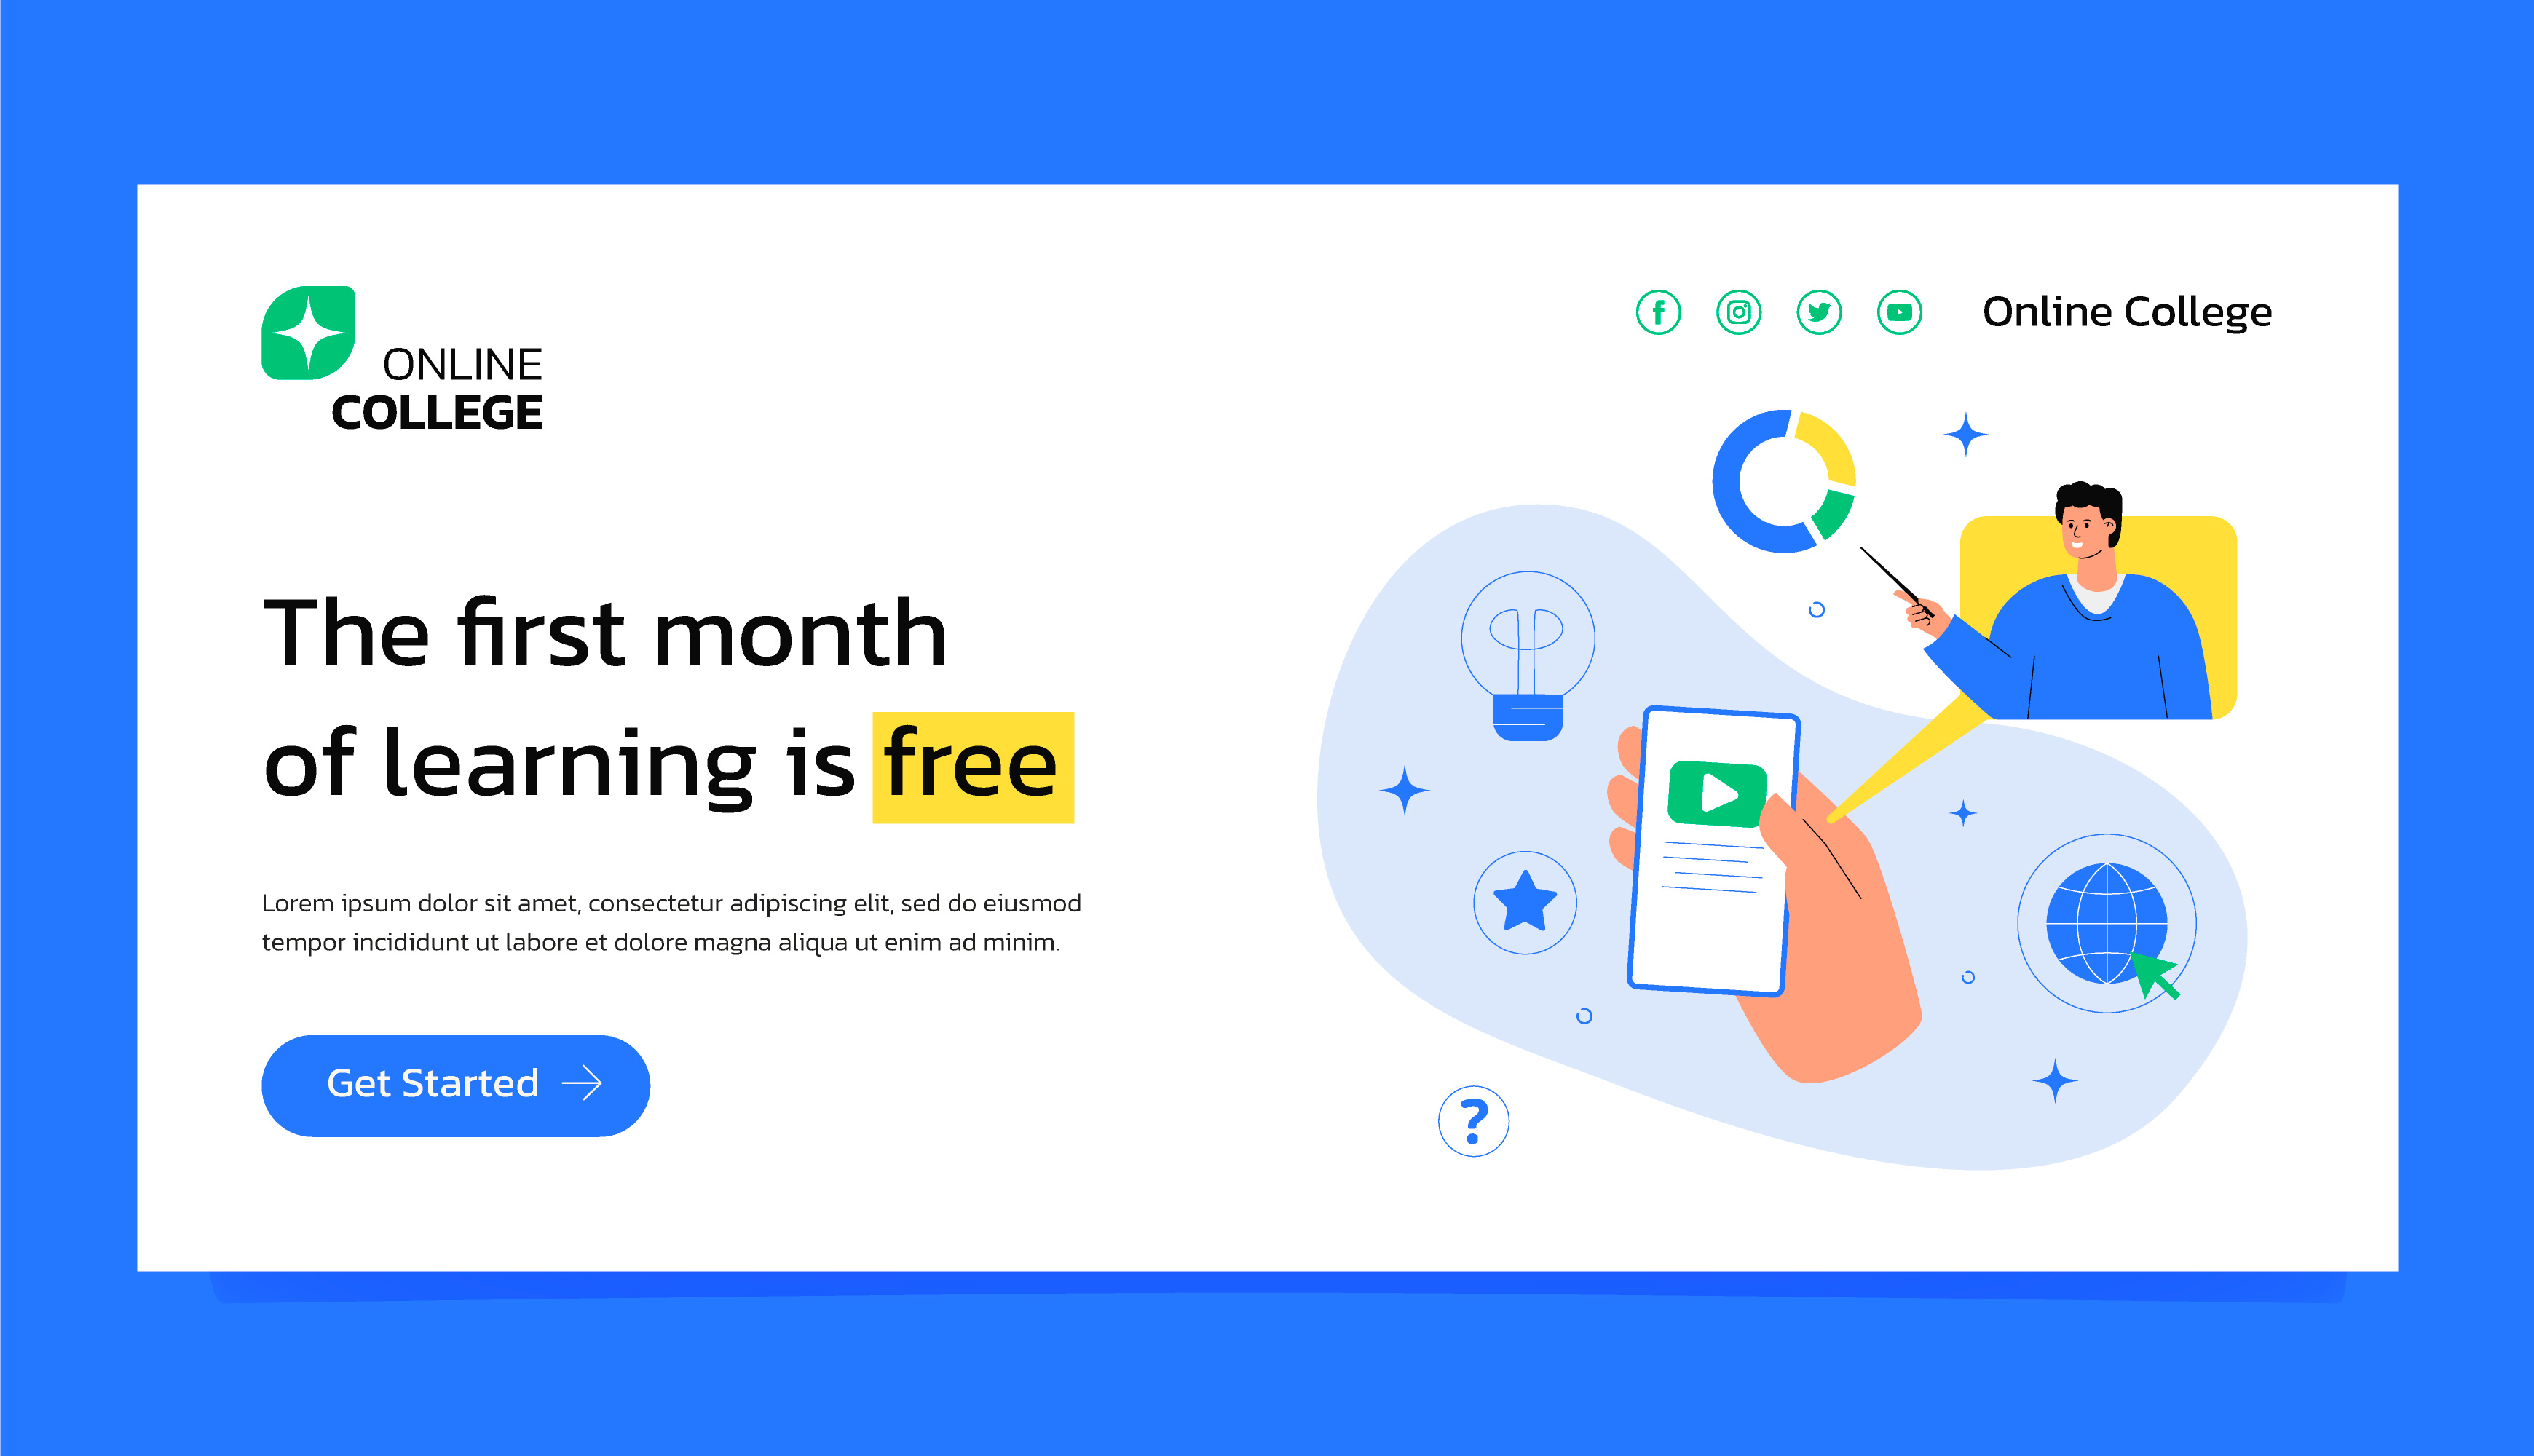 ONLINE
COLLEGE
Online College
The first month
of learning is free
Lorem ipsum dolor sit amet, consectetur adipiscing elit, sed do eiusmod
tempor incididunt ut labore et dolore magna aliqua ut enim ad minim.
Get Started
?